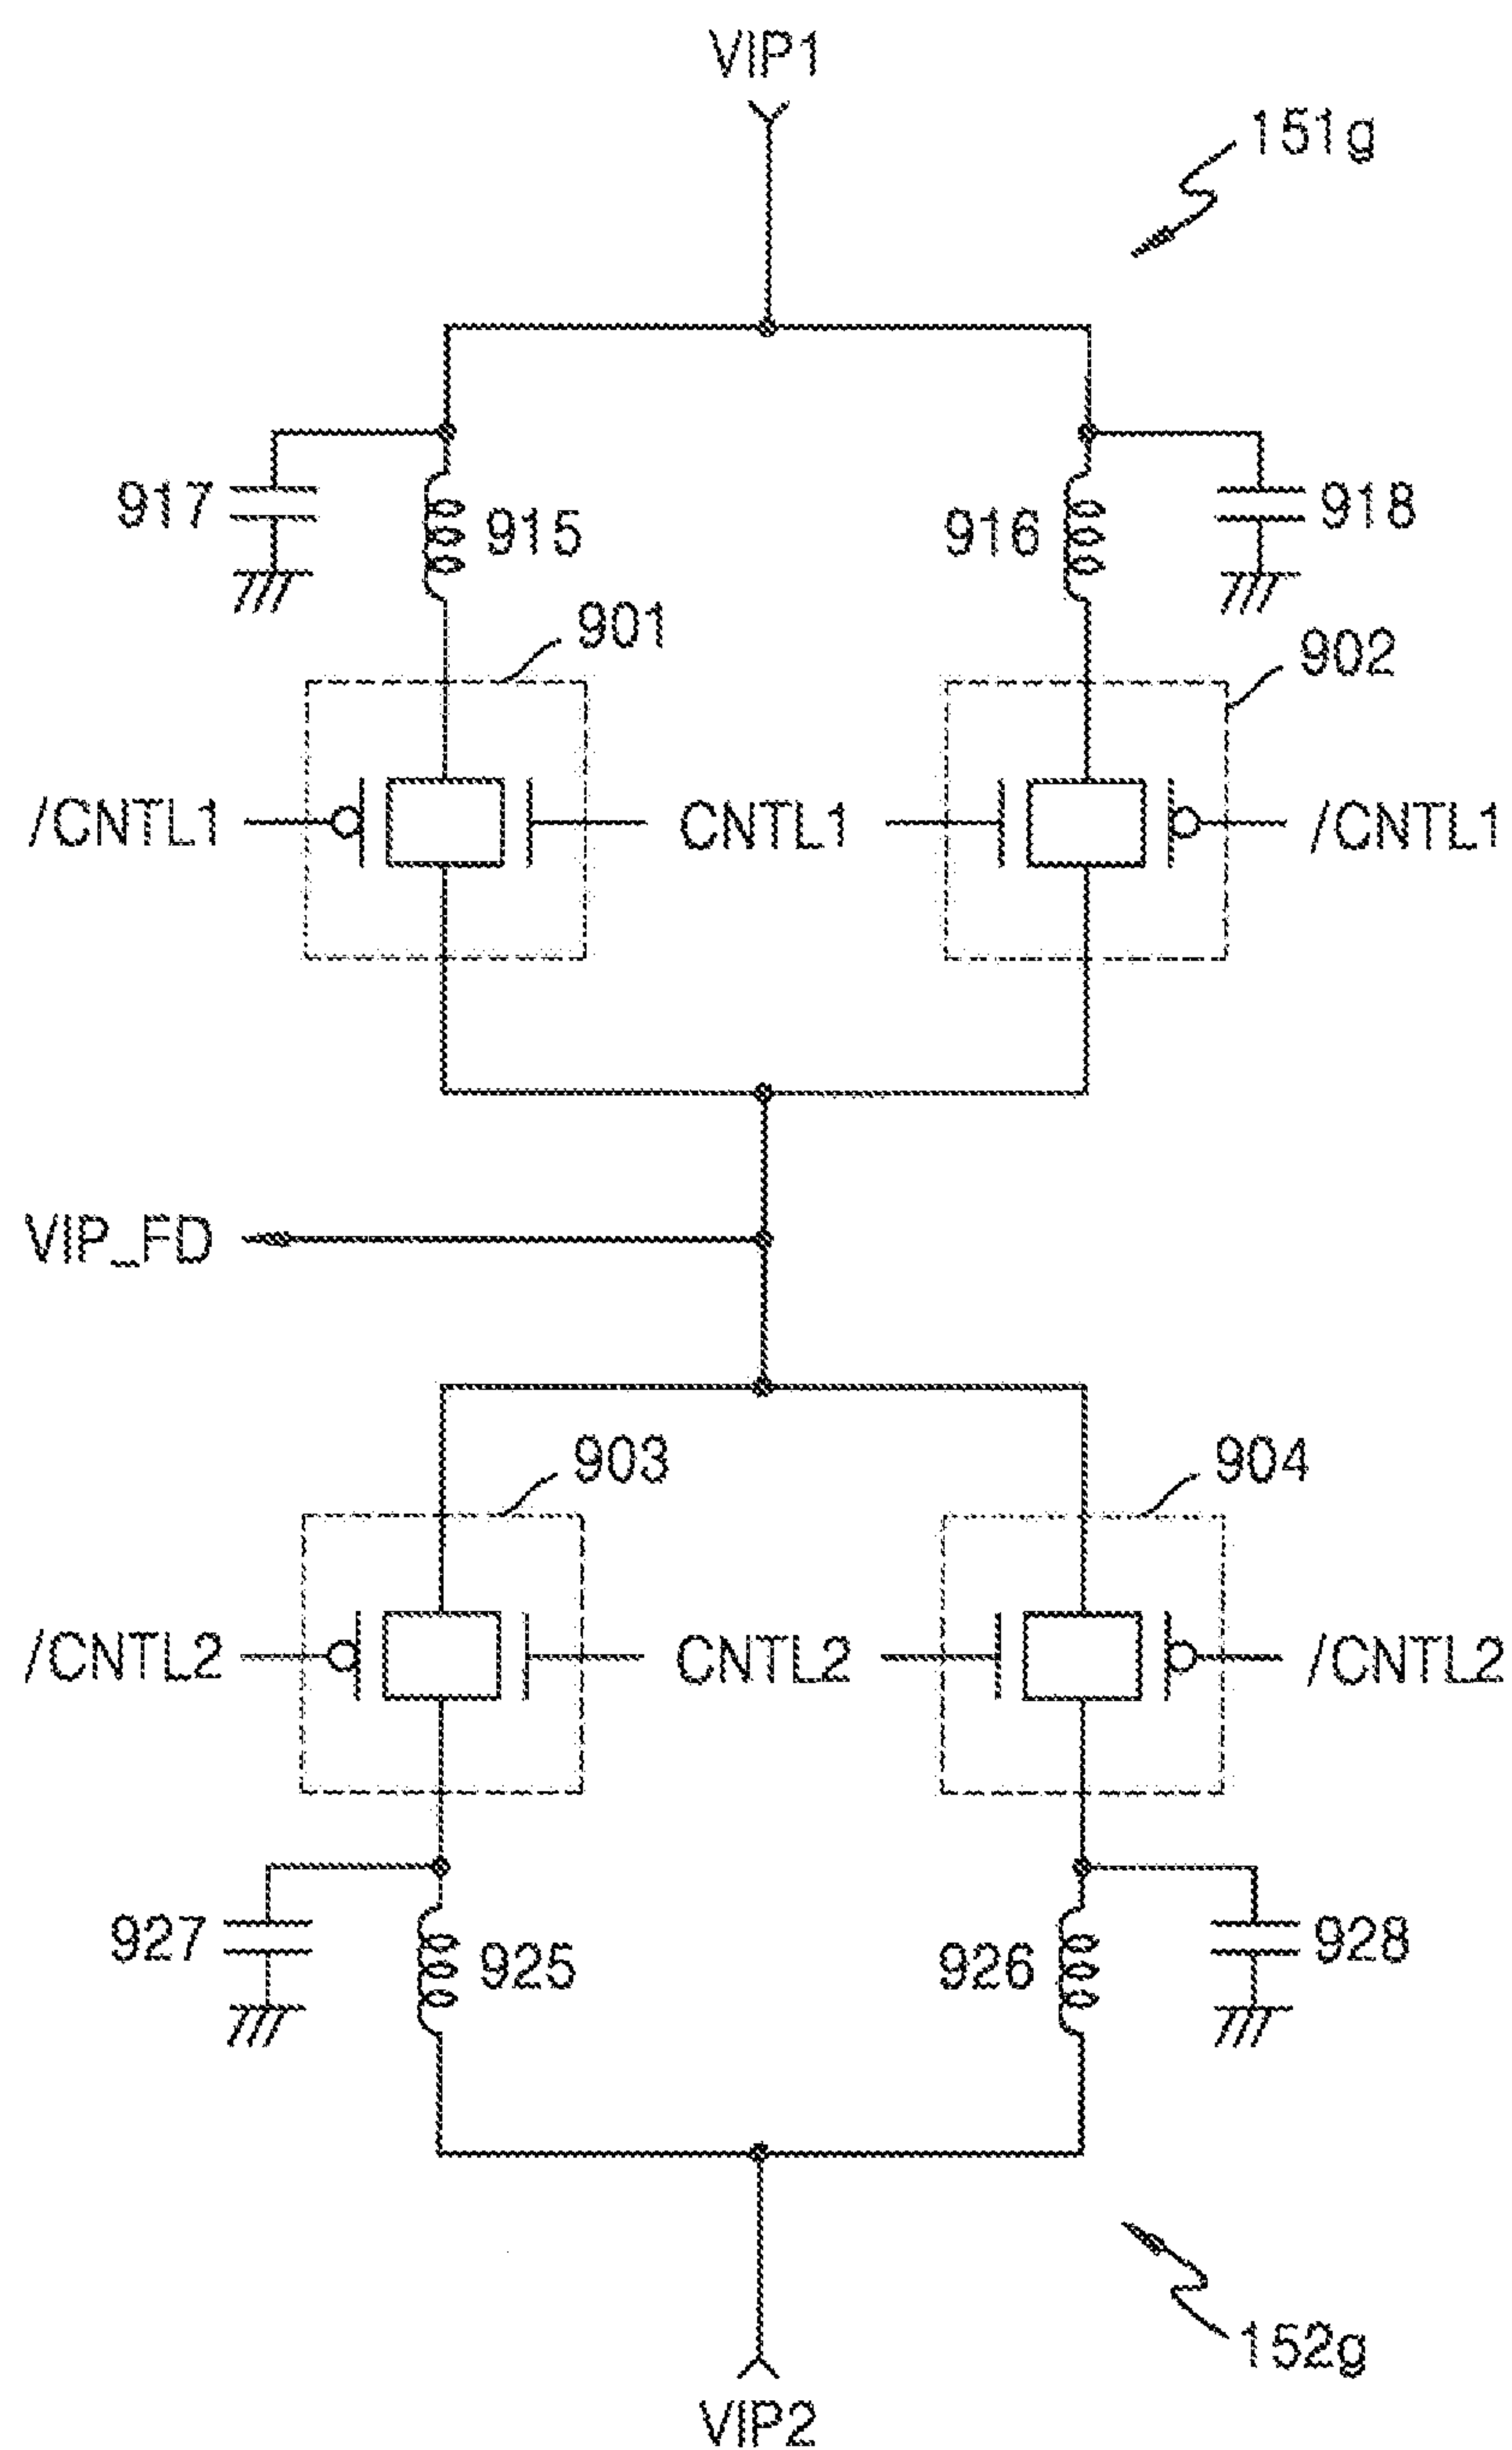 VIP1
151g
917
915
916
918
901
902
/CNTL1
CNTL1
/CNTL1
VIP_FD
903
904
/CNTL2
CNTL2
/CNTL2
927
925
926
928
152g
VIP2